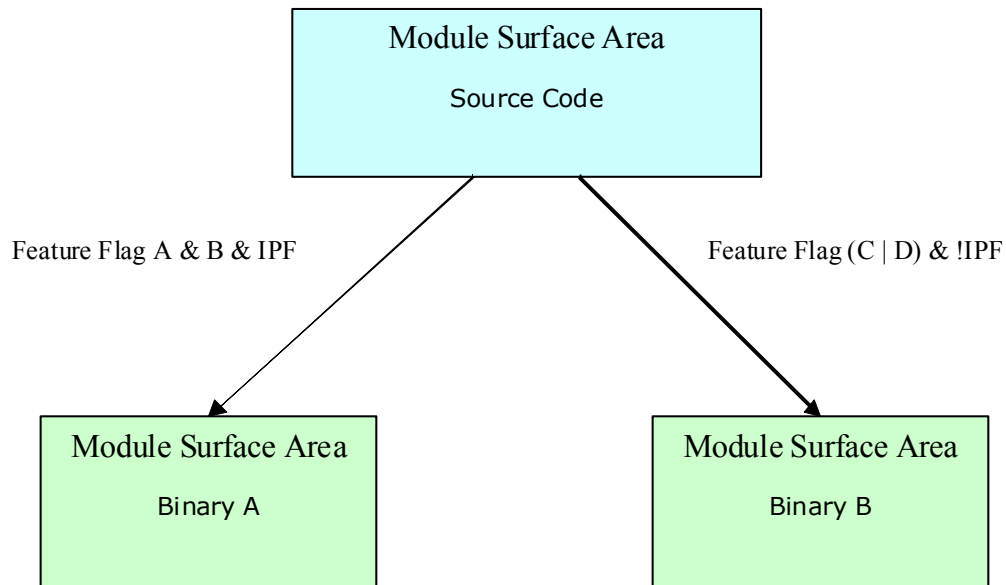 Module Surface Area
Source Code
Feature Flag A & B & IPF
Feature Flag (C | D) & !IPF
Module Surface Area
Binary A
Module Surface Area
Binary B